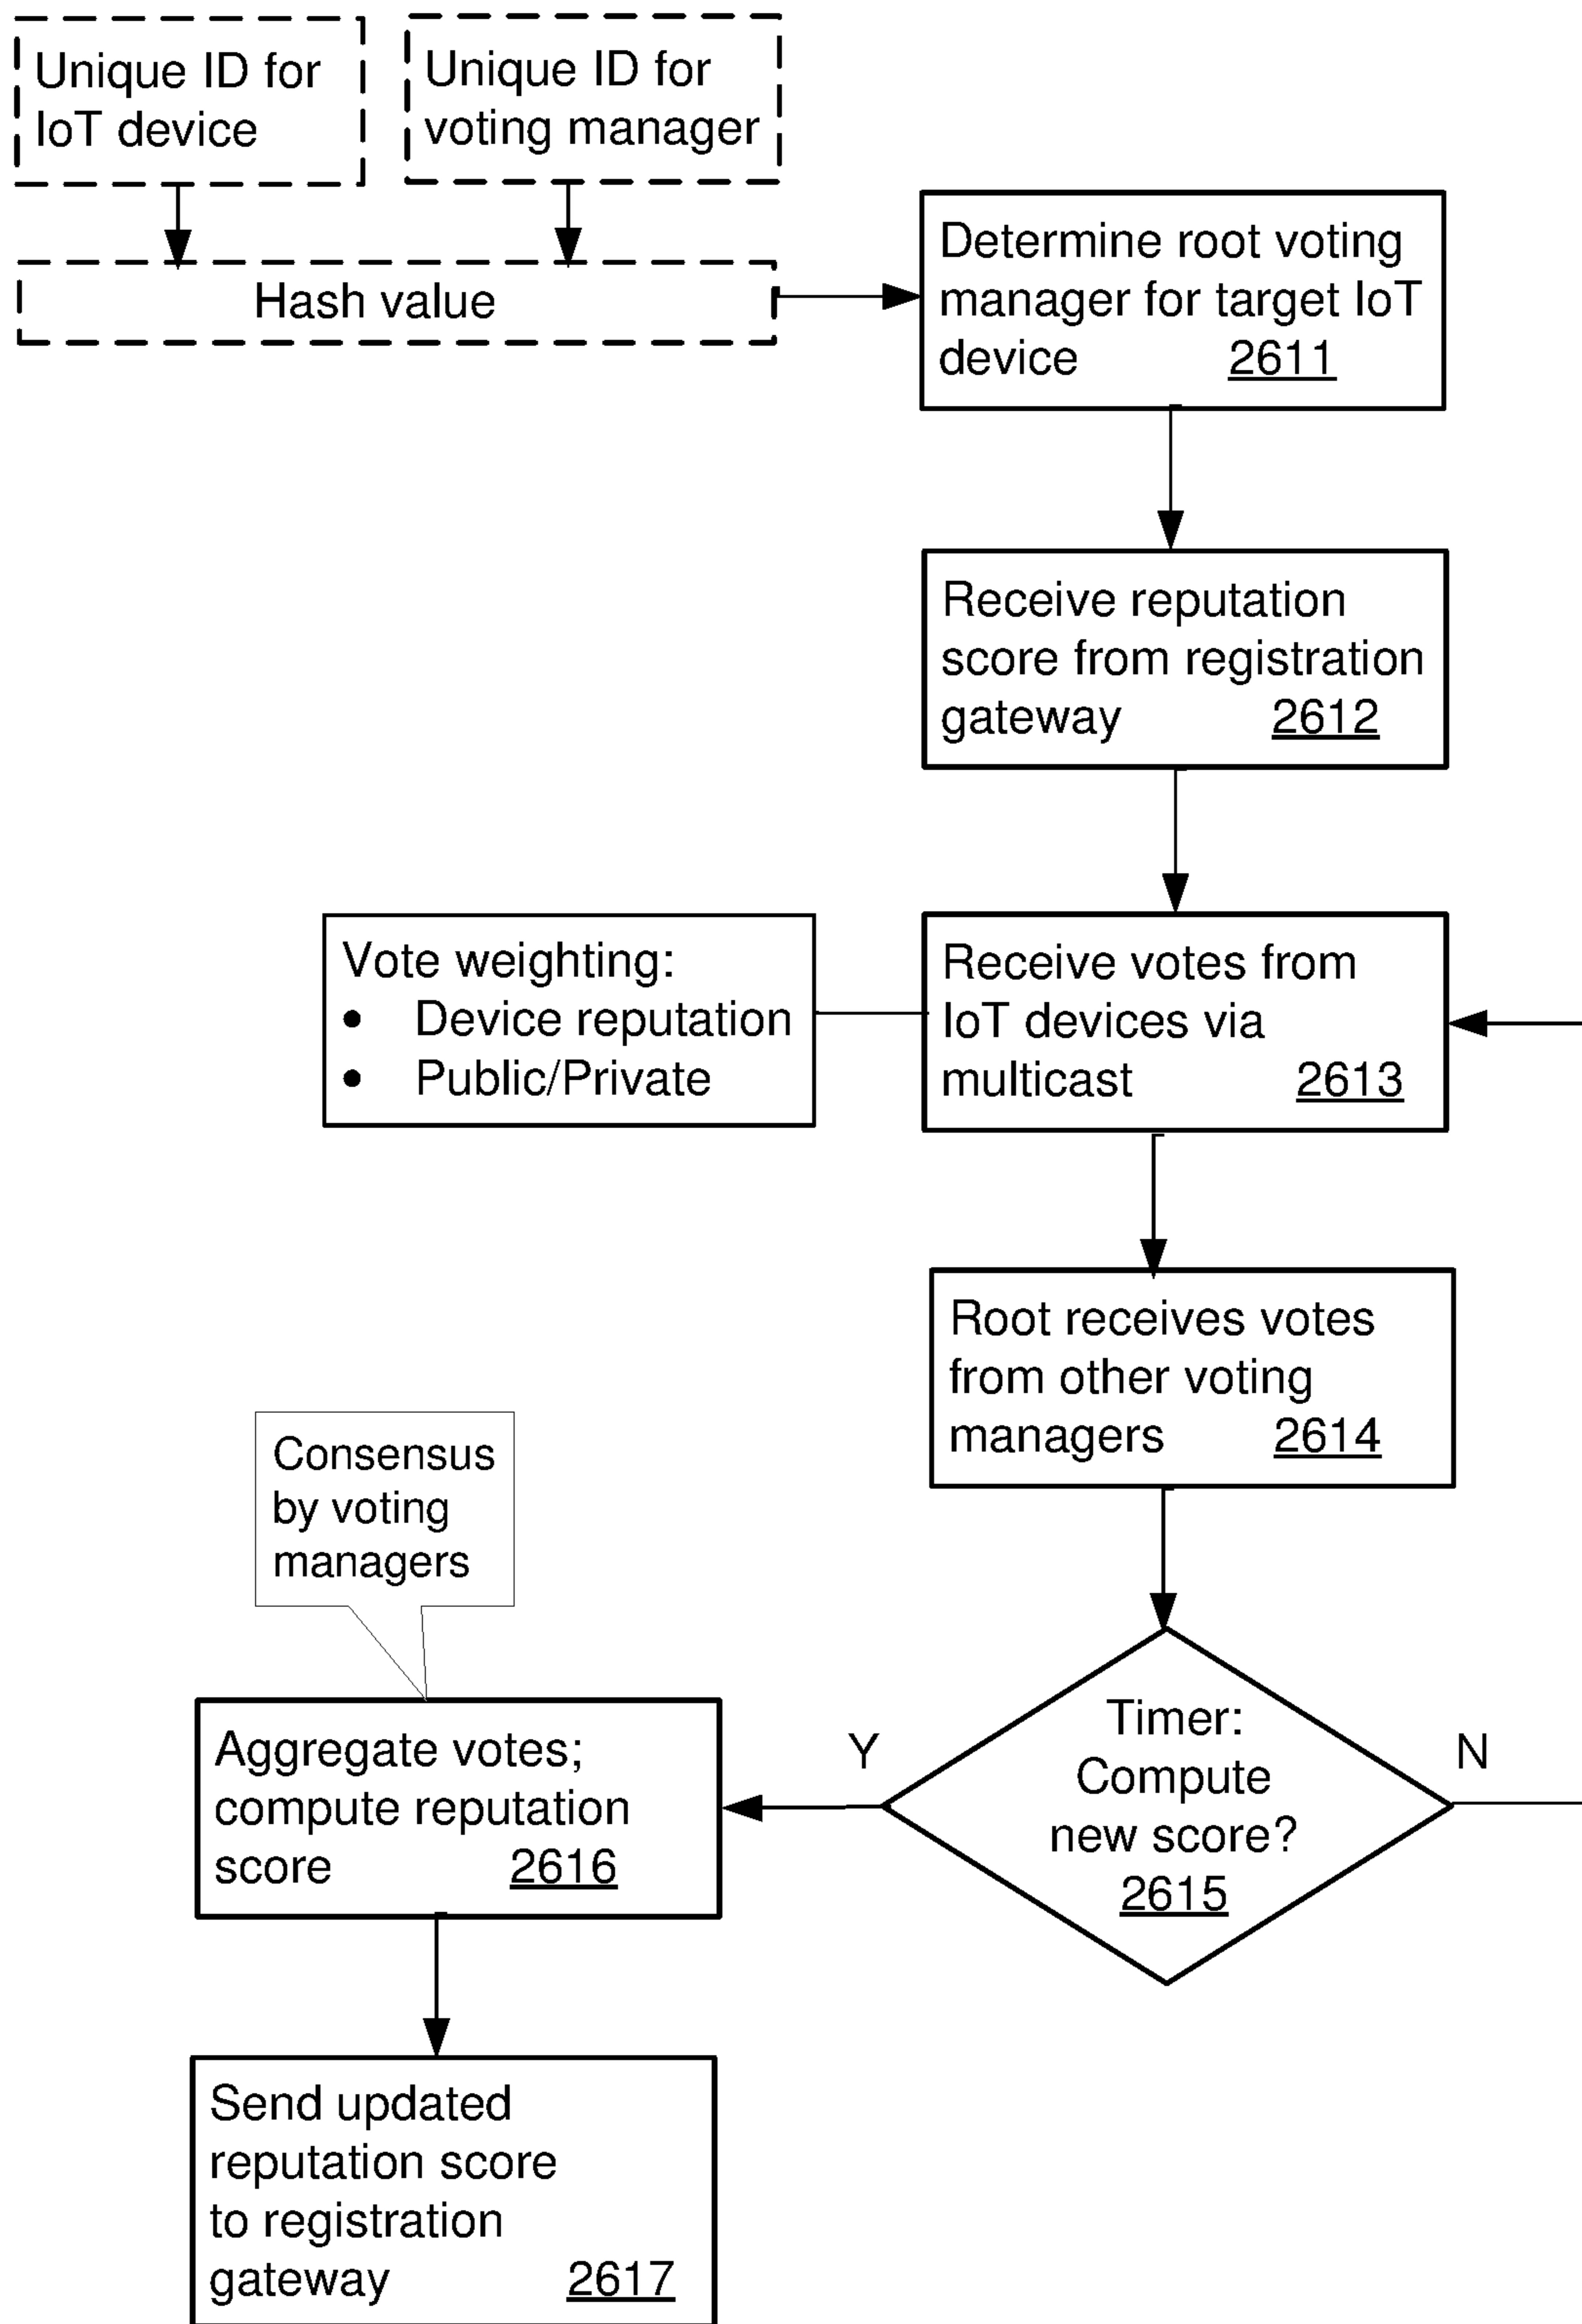 Unique ID for
IoT device
Unique ID for
voting manager
Hash value
Determine root voting
manager for target IoT
device 2611
Receive reputation
score from registration
gateway 2612
Vote weighting:
• Device reputation
• Public/Private
Receive votes from
IoT devices via
multicast 2613
Root receives votes
from other voting
managers 2614
Consensus
by voting
managers
Timer:
Compute
new score?
2615
Y
N
Aggregate votes;
compute reputation
score 2616
Send updated
reputation score
to registration
gateway 2617